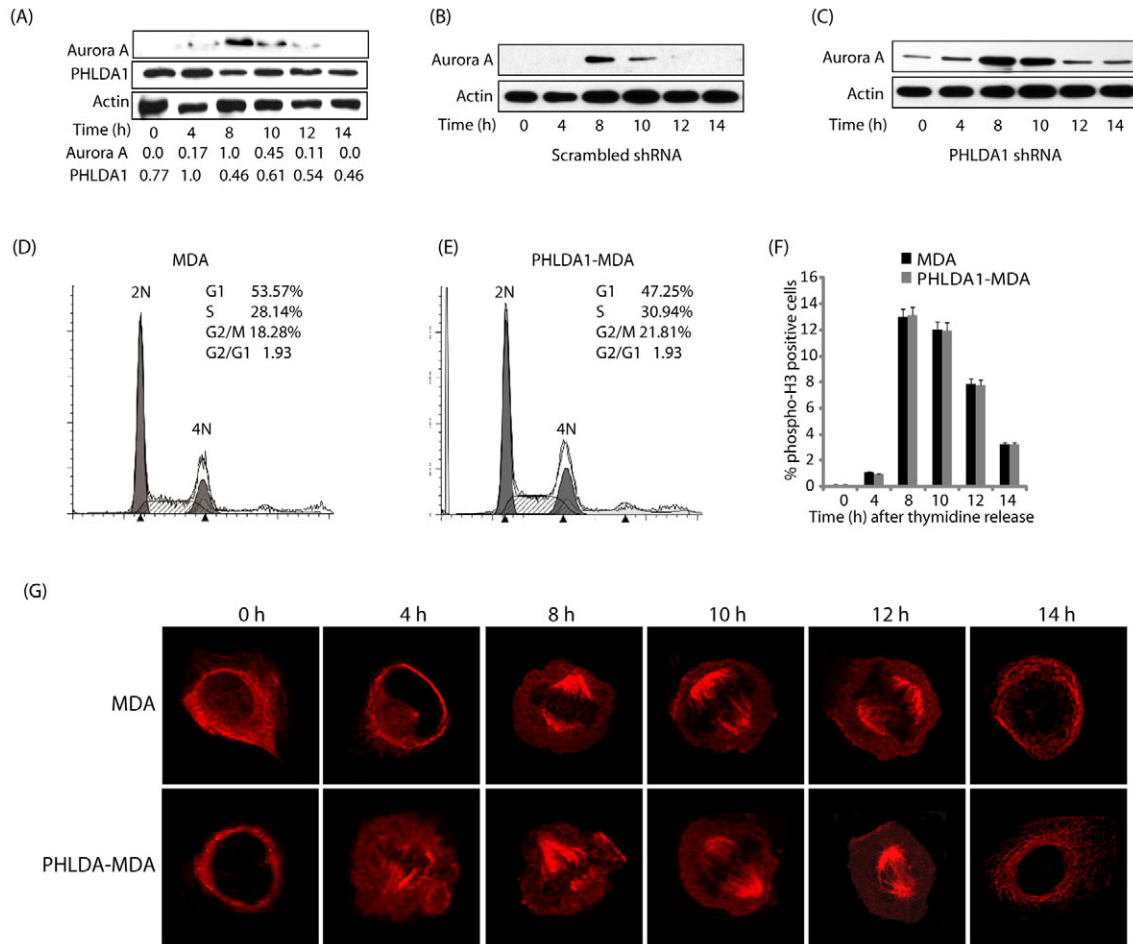 (A)
Aurora A
PHLDA1
Actin
Time (h) 0 4 8 10 12 14
Aurora A 0.0 0.17 1.0 0.45 0.11 0.0
PHLDA1 0.77 1.0 0.46 0.61 0.54 0.46
(B)
Aurora A
Actin
Time (h) 0 4 8 10 12 14
Scrambled shRNA
(C)
Aurora A
Actin
Time (h) 0 4 8 10 12 14
PHLDA1 shRNA
(D)
MDA
2N
G1 53.57%
S 28.14%
G2/M 18.28%
G2/G1 1.93
4N
(E)
PHLDA1-MDA
2N
G1 47.25%
S 30.94%
G2/M 21.81%
G2/G1 1.93
4N
(F)
MDA
PHLDA1-MDA
% phospho-H3 positive cells
16
14
12
10
8
6
4
2
0
0 4 8 10 12 14
Time (h) after thymidine release
(G)
0 h 4 h 8 h 10 h 12 h 14 h
MDA
PHLDA-MDA